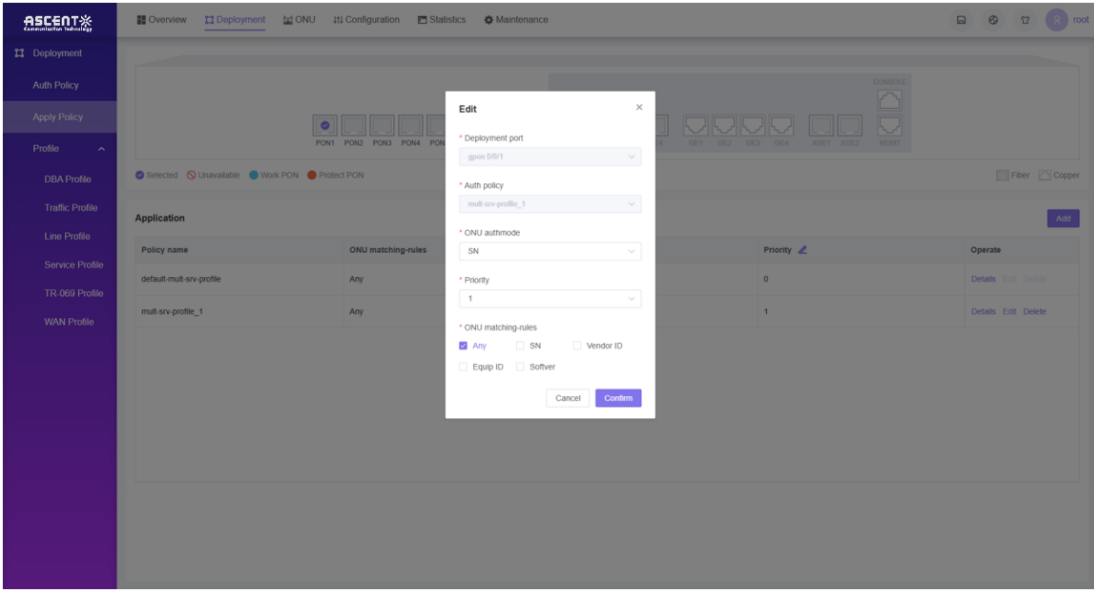 ASCENT
Communication Technology
Overview Deployment ONU Configuration Statistics Maintenance root
Deployment
Auth Policy
Apply Policy
Profile
DBA Profile
Traffic Profile
Line Profile
Service Profile
TR-069 Profile
WAN Profile
CONSOLE
PON1 PON2 PON3 PON4 PON GE1 GE2 GE3 GE4 XGE1 XGE2 MGMT
Selected Unavailable Work PON Protect PON Fiber Copper
Application Add
Policy name ONU matching-rules Priority Operate
default-mult-srv-profile Any 0 Details Edit Delete
mult-srv-profile_1 Any 1 Details Edit Delete
Edit
* Deployment port
gpon 0/0/1
* Auth policy
mult-srv-profile_1
* ONU authmode
SN
* Priority
1
* ONU matching-rules
Any SN Vendor ID
Equip ID Softver
Cancel Confirm